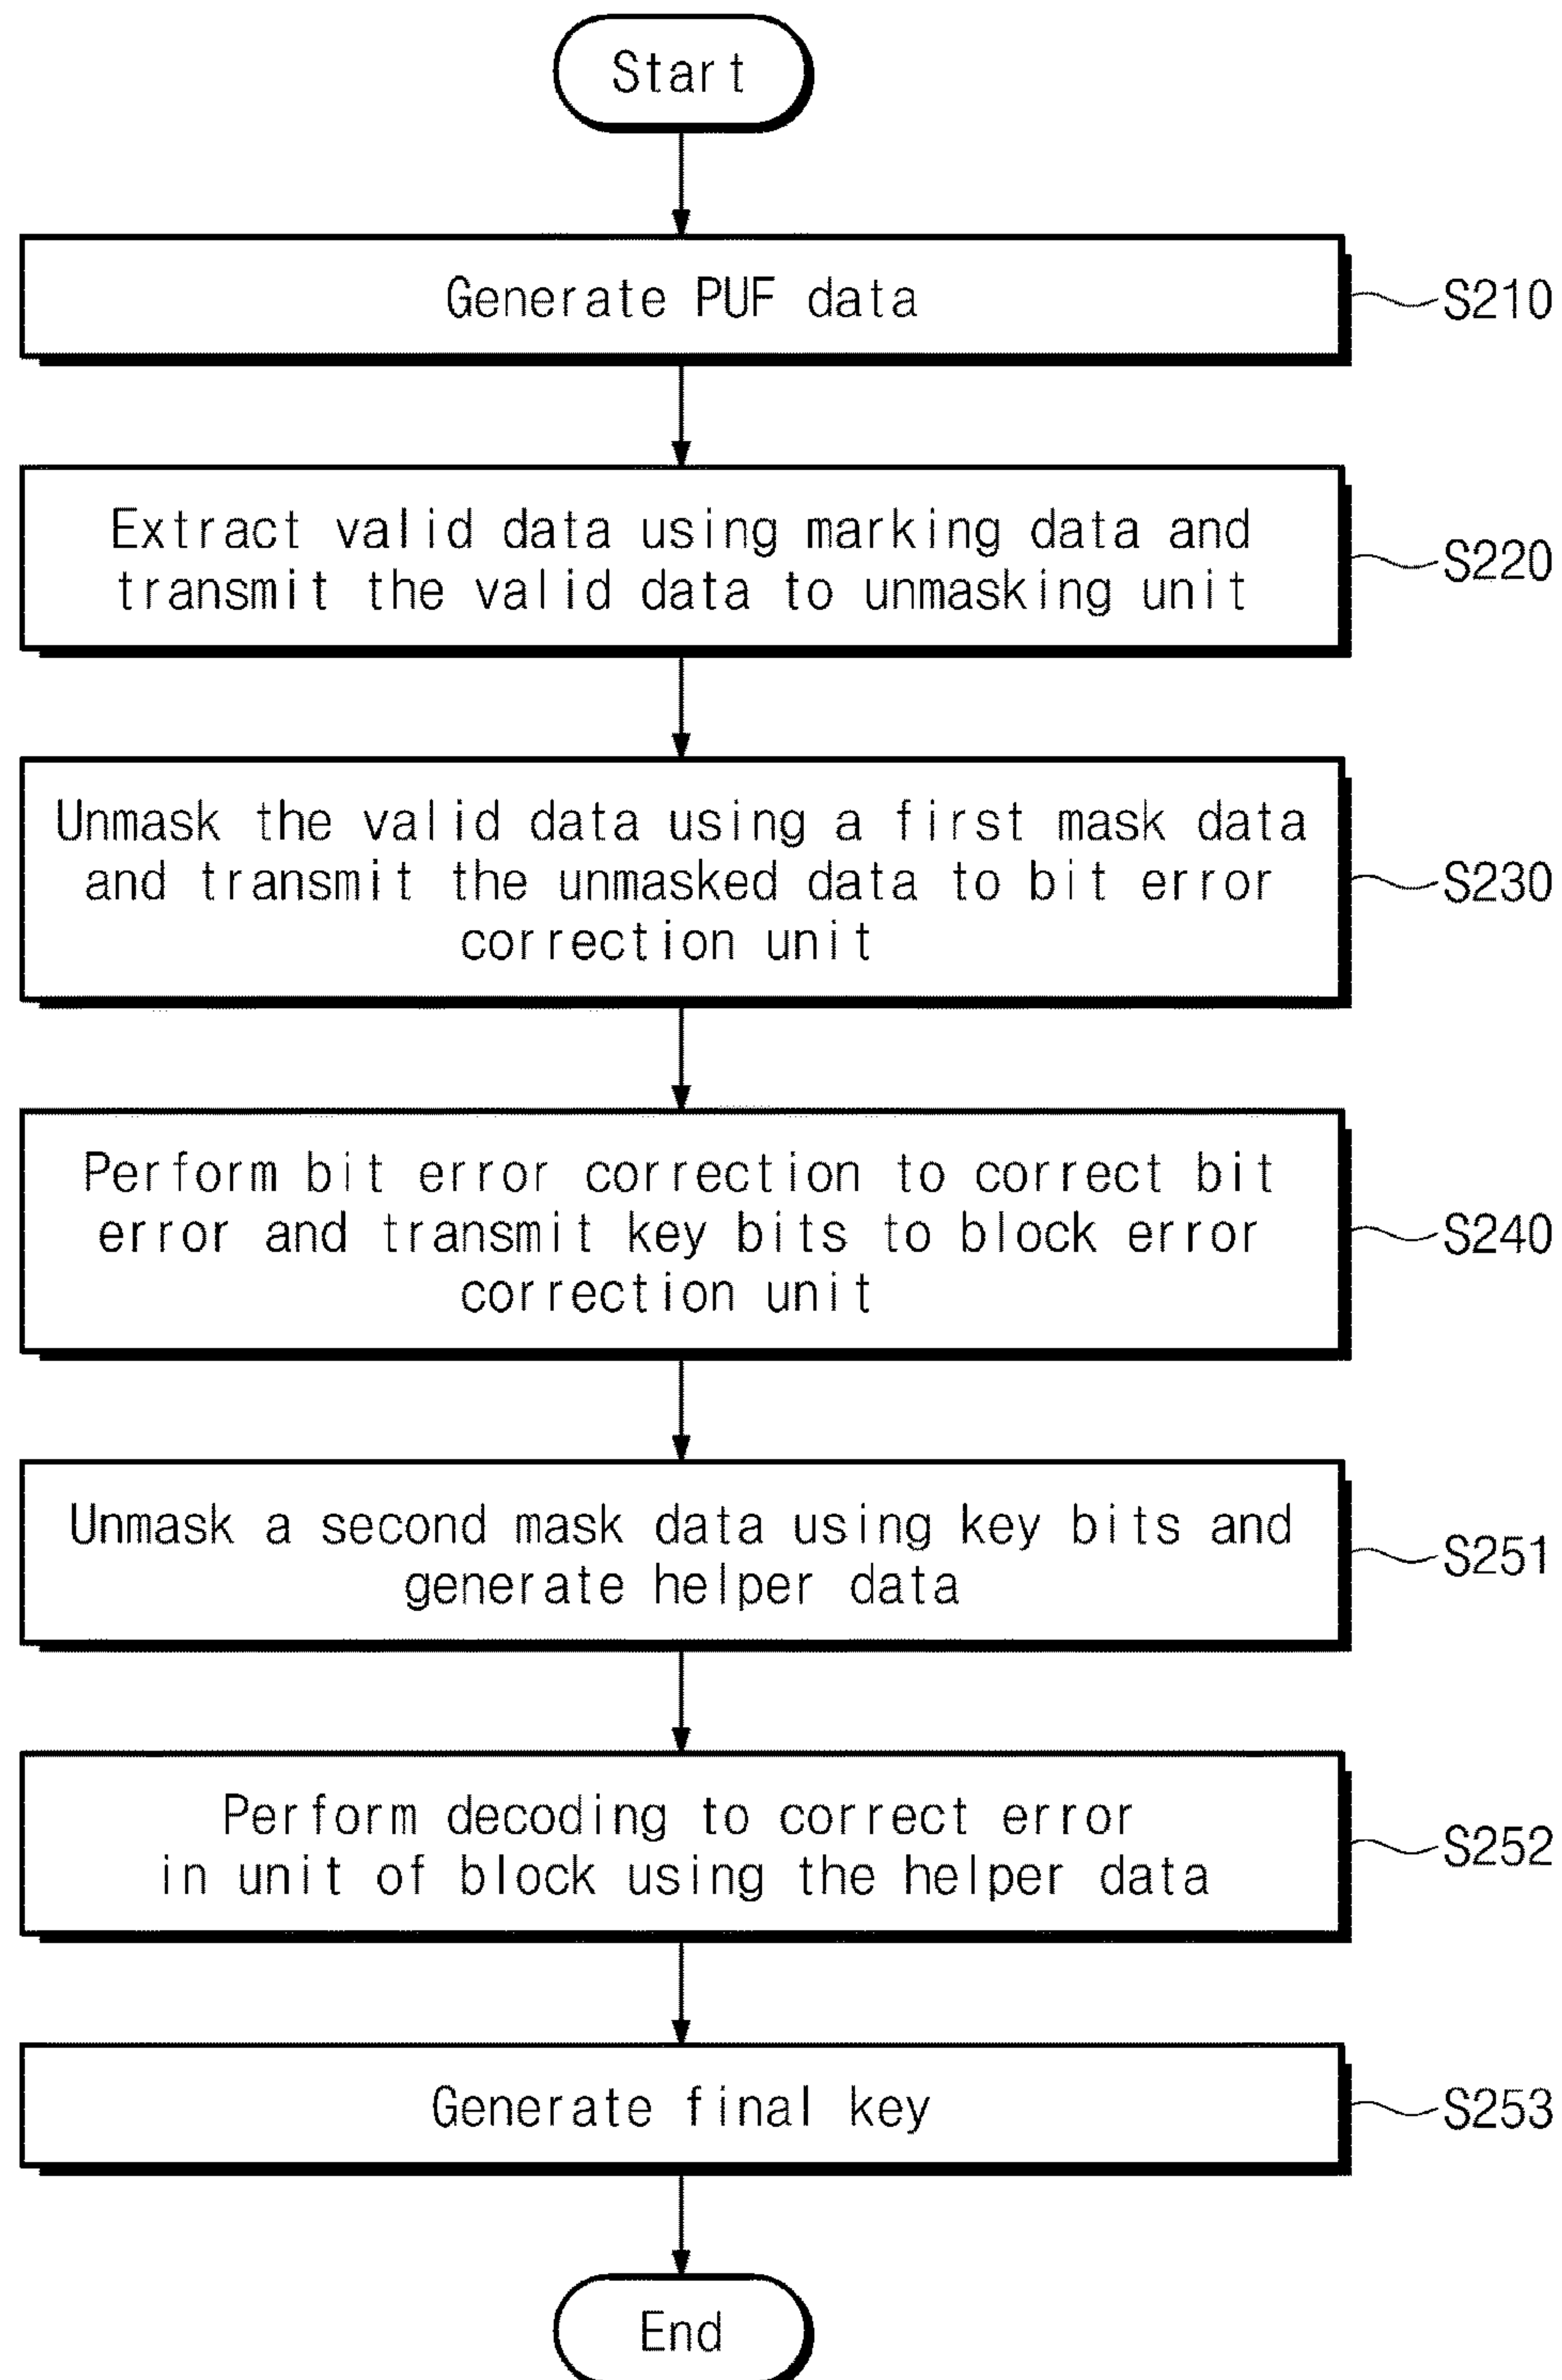 Start
Generate PUF data
S210
Extract valid data using marking data and
transmit the valid data to unmasking unit
S220
Unmask the valid data using a first mask data
and transmit the unmasked data to bit error
correction unit
S230
Perform bit error correction to correct bit
error and transmit key bits to block error
correction unit
S240
Unmask a second mask data using key bits and
generate helper data
S251
Perform decoding to correct error
in unit of block using the helper data
S252
Generate final key
S253
End